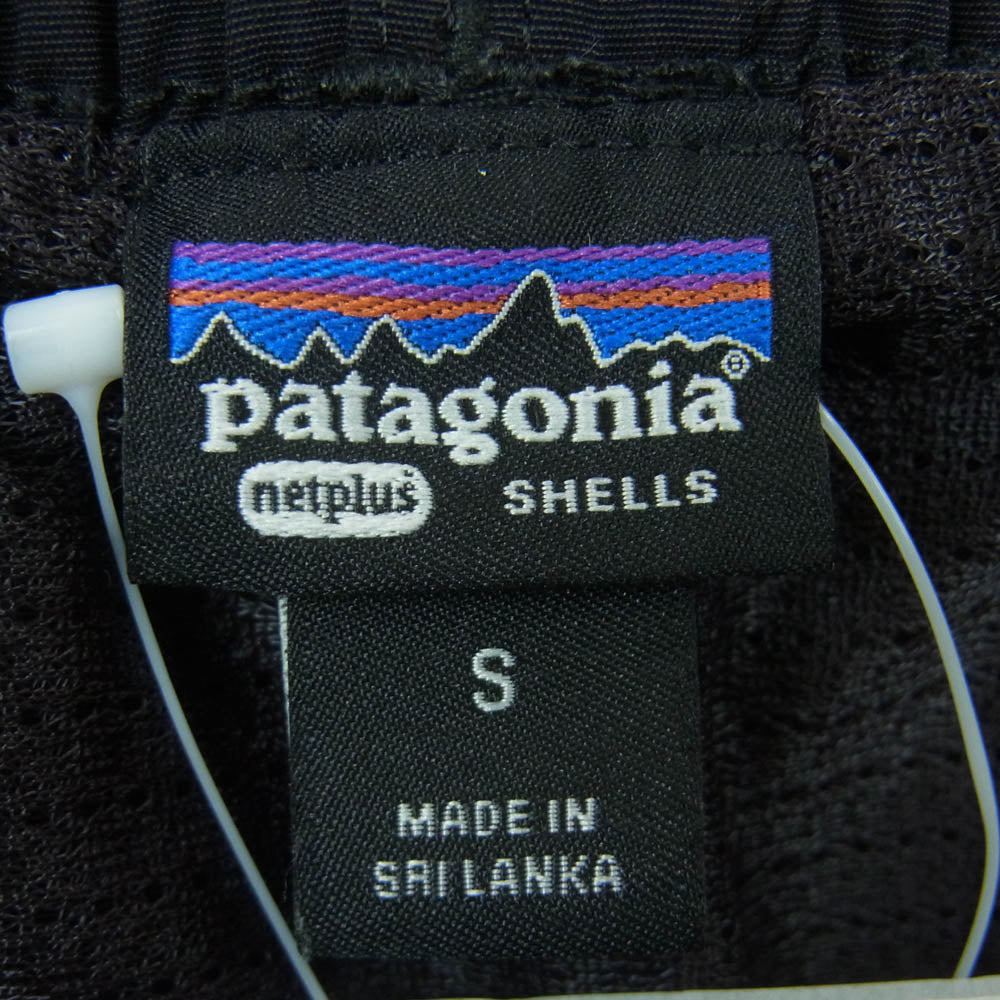 patagonia®
netplus® SHELLS
S
MADE IN
SRI LANKA